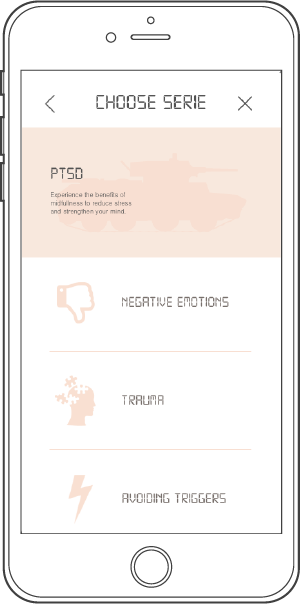 CHOOSE SERIE
PTSD
Experience the benefits of
midfullness to reduce stress
and strengthen your mind.
NEGATIVE EMOTIONS
TRAUMA
AVOIDING TRIGGERS